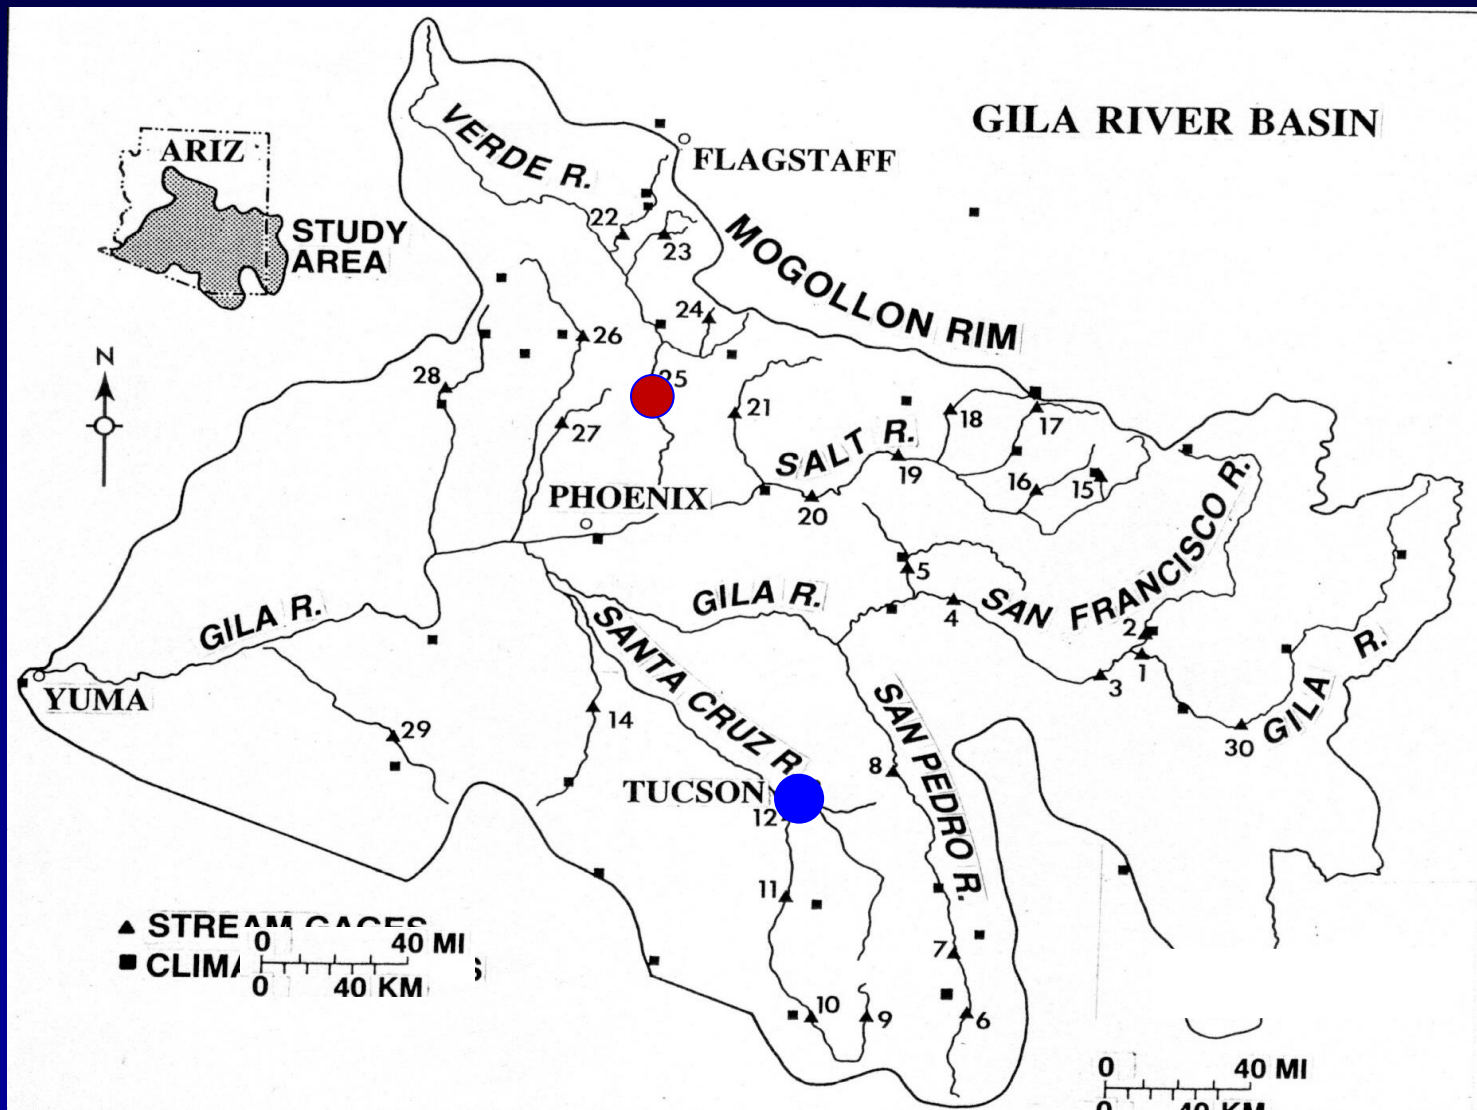 GILA RIVER BASIN
VERDE R.
FLAGSTAFF
ARIZ
STUDY
AREA
22
23
MOGOLLON RIM
N
24
26
28
25
21
18
17
27
SALT R.
19
16
15
PHOENIX
20
SAN FRANCISCO R.
5
GILA R.
4
GILA R.
SANTA CRUZ R.
2
1
3
GILA R.
YUMA
14
SAN PEDRO R.
29
30
8
TUCSON
12
11
STREAM GAGES
0 40 MI
0 40 KM
7
10
9
6
0 40 MI
0 40 KM